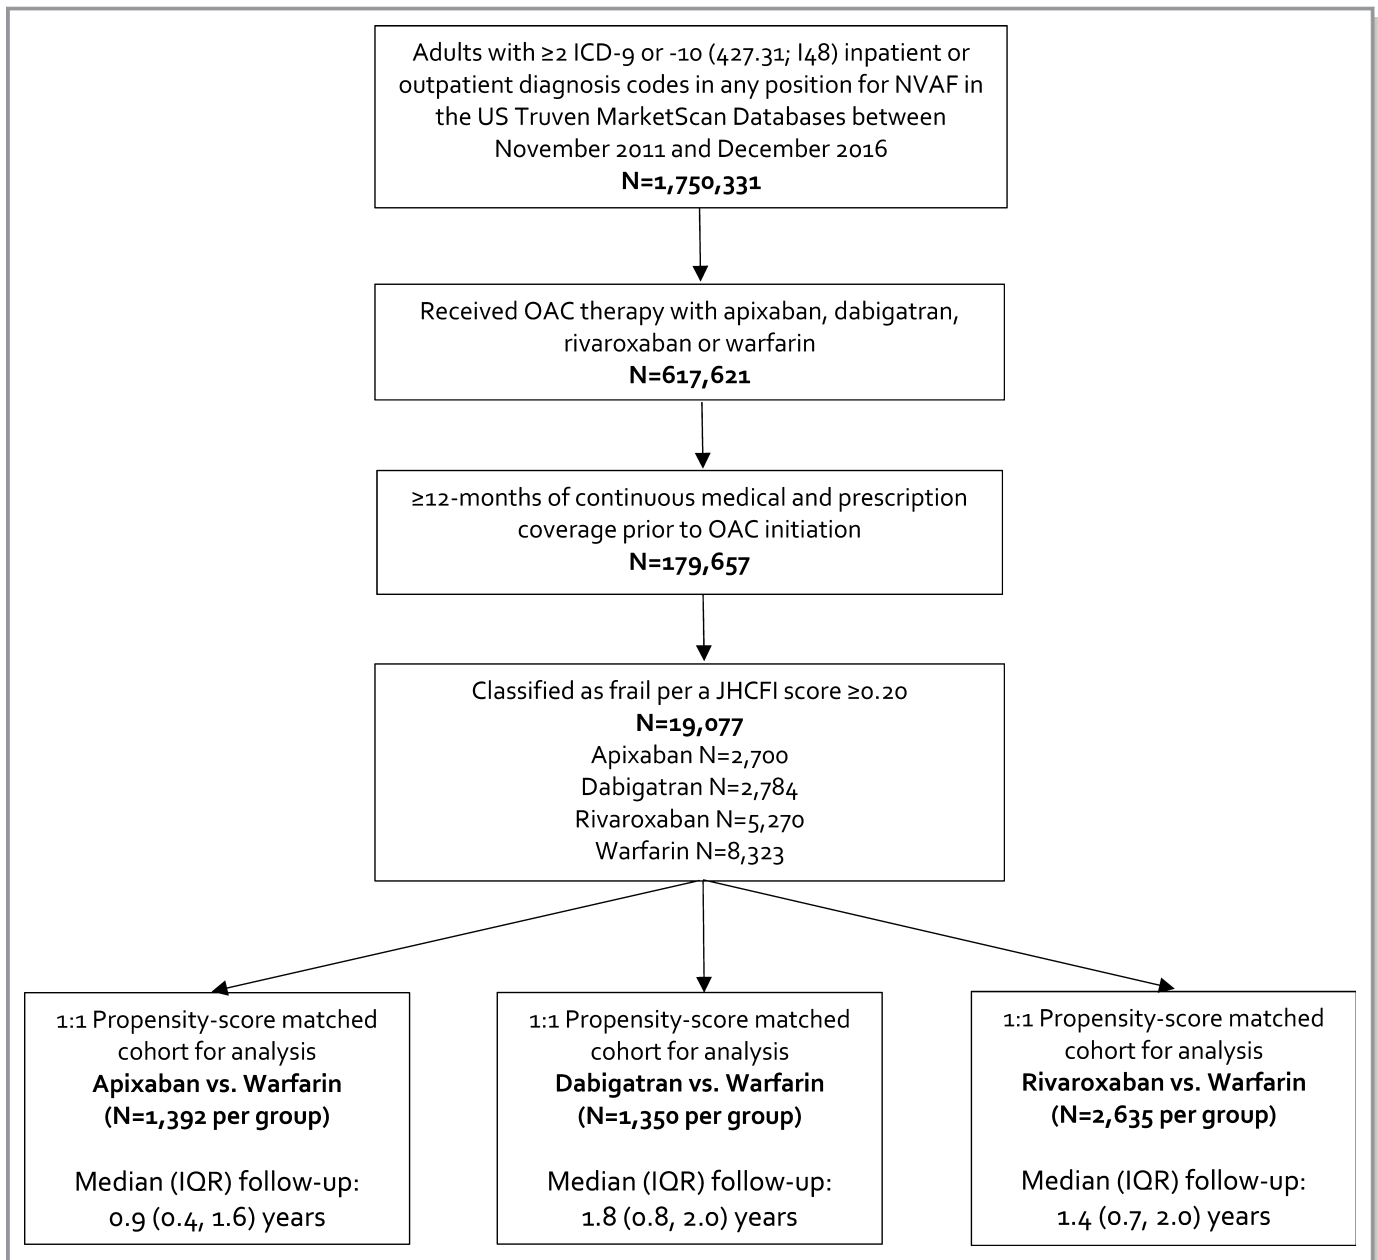 Adults with ≥2 ICD-9 or -10 (427.31; I48) inpatient or
outpatient diagnosis codes in any position for NVAF in
the US Truven MarketScan Databases between
November 2011 and December 2016
N=1,750,331
Received OAC therapy with apixaban, dabigatran,
rivaroxaban or warfarin
N=617,621
≥12-months of continuous medical and prescription
coverage prior to OAC initiation
N=179,657
Classified as frail per a JHCFI score ≥0.20
N=19,077
Apixaban N=2,700
Dabigatran N=2,784
Rivaroxaban N=5,270
Warfarin N=8,323
1:1 Propensity-score matched
cohort for analysis
Apixaban vs. Warfarin
(N=1,392 per group)
Median (IQR) follow-up:
0.9 (0.4, 1.6) years
1:1 Propensity-score matched
cohort for analysis
Dabigatran vs. Warfarin
(N=1,350 per group)
Median (IQR) follow-up:
1.8 (0.8, 2.0) years
1:1 Propensity-score matched
cohort for analysis
Rivaroxaban vs. Warfarin
(N=2,635 per group)
Median (IQR) follow-up:
1.4 (0.7, 2.0) years